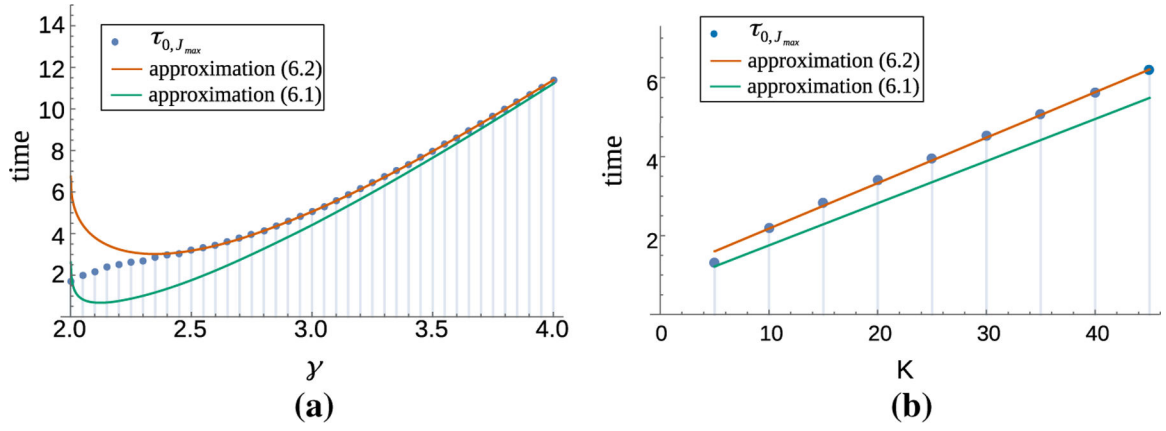 14
12
10
8
6
4
2
time
τ0,Jmax
approximation (6.2)
approximation (6.1)
2.0 2.5 3.0 3.5 4.0
γ
(a)
6
4
2
time
τ0,Jmax
approximation (6.2)
approximation (6.1)
0 10 20 30 40
K
(b)